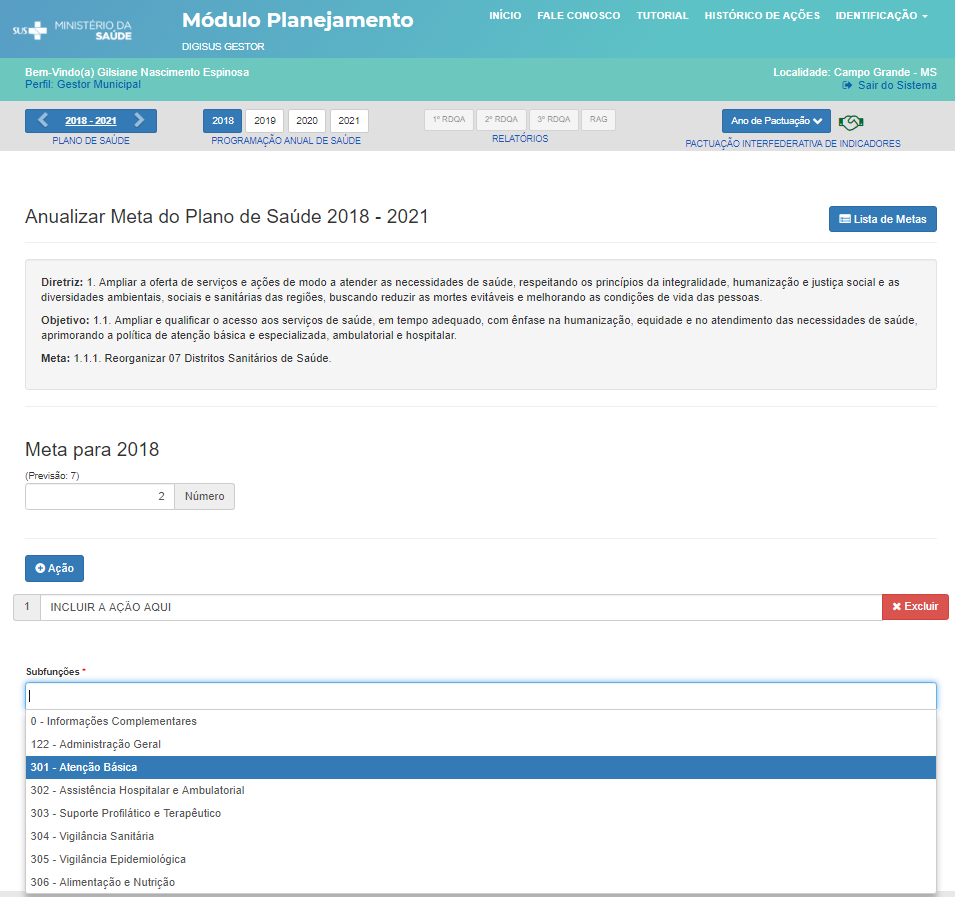 SUS
MINISTÉRIO DA
SAÚDE
Módulo Planejamento
DIGISUS GESTOR
INÍCIO FALE CONOSCO TUTORIAL HISTÓRICO DE AÇÕES IDENTIFICAÇÃO
Bem-Vindo(a) Gilsiane Nascimento Espinosa
Perfil: Gestor Municipal
Localidade: Campo Grande - MS
Sair do Sistema
2018 - 2021
PLANO DE SAÚDE
2018 2019 2020 2021
PROGRAMAÇÃO ANUAL DE SAÚDE
1º RDQA 2º RDQA 3º RDQA RAG
RELATÓRIOS
Ano de Pactuação
PACTUAÇÃO INTERFEDERATIVA DE INDICADORES
Anualizar Meta do Plano de Saúde 2018 - 2021
Lista de Metas
Diretriz: 1. Ampliar a oferta de serviços e ações de modo a atender as necessidades de saúde, respeitando os princípios da integralidade, humanização e justiça social e as
diversidades ambientais, sociais e sanitárias das regiões, buscando reduzir as mortes evitáveis e melhorando as condições de vida das pessoas.
Objetivo: 1.1. Ampliar e qualificar o acesso aos serviços de saúde, em tempo adequado, com ênfase na humanização, equidade e no atendimento das necessidades de saúde,
aprimorando a política de atenção básica e especializada, ambulatorial e hospitalar.
Meta: 1.1.1. Reorganizar 07 Distritos Sanitários de Saúde.
Meta para 2018
(Previsão: 7)
2 Número
Ação
1 INCLUIR A AÇÃO AQUI
Excluir
Subfunções *
0 - Informações Complementares
122 - Administração Geral
301 - Atenção Básica
302 - Assistência Hospitalar e Ambulatorial
303 - Suporte Profilático e Terapêutico
304 - Vigilância Sanitária
305 - Vigilância Epidemiológica
306 - Alimentação e Nutrição